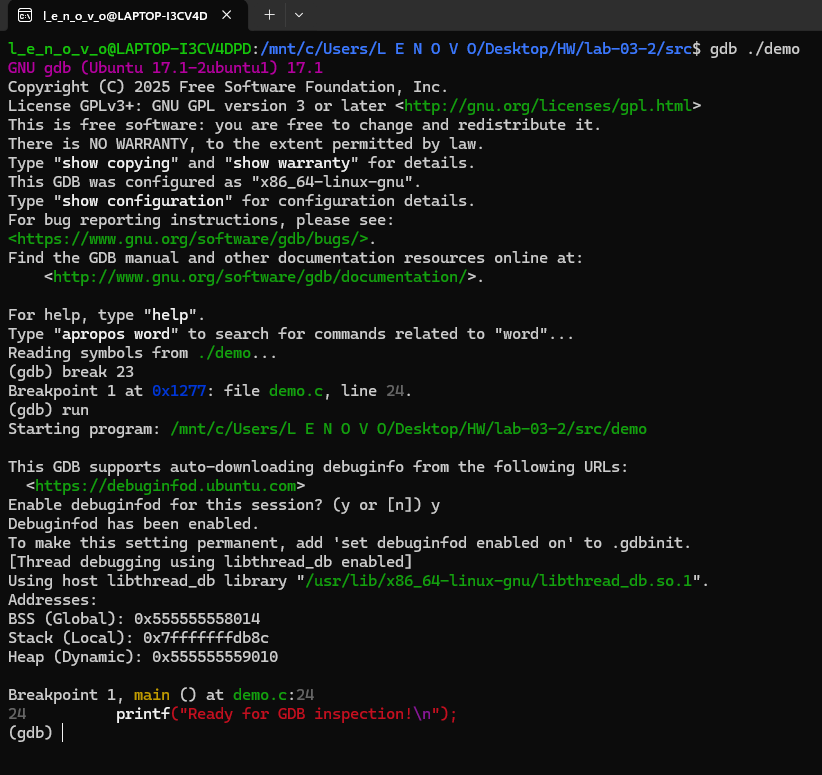 l_e_n_o_v_o@LAPTOP-I3CV4D
l_e_n_o_v_o@LAPTOP-I3CV4DPD:/mnt/c/Users/L E N O V O/Desktop/HW/lab-03-2/src$ gdb ./demo
GNU gdb (Ubuntu 17.1-2ubuntu1) 17.1
Copyright (C) 2025 Free Software Foundation, Inc.
License GPLv3+: GNU GPL version 3 or later <http://gnu.org/licenses/gpl.html>
This is free software: you are free to change and redistribute it.
There is NO WARRANTY, to the extent permitted by law.
Type "show copying" and "show warranty" for details.
This GDB was configured as "x86_64-linux-gnu".
Type "show configuration" for configuration details.
For bug reporting instructions, please see:
<https://www.gnu.org/software/gdb/bugs/>.
Find the GDB manual and other documentation resources online at:
    <http://www.gnu.org/software/gdb/documentation/>.

For help, type "help".
Type "apropos word" to search for commands related to "word"...
Reading symbols from ./demo...
(gdb) break 23
Breakpoint 1 at 0x1277: file demo.c, line 24.
(gdb) run
Starting program: /mnt/c/Users/L E N O V O/Desktop/HW/lab-03-2/src/demo

This GDB supports auto-downloading debuginfo from the following URLs:
  <https://debuginfod.ubuntu.com>
Enable debuginfod for this session? (y or [n]) y
Debuginfod has been enabled.
To make this setting permanent, add 'set debuginfod enabled on' to .gdbinit.
[Thread debugging using libthread_db enabled]
Using host libthread_db library "/usr/lib/x86_64-linux-gnu/libthread_db.so.1".
Addresses:
BSS (Global): 0x555555558014
Stack (Local): 0x7fffffffdb8c
Heap (Dynamic): 0x555555559010

Breakpoint 1, main () at demo.c:24
24          printf("Ready for GDB inspection!\n");
(gdb)